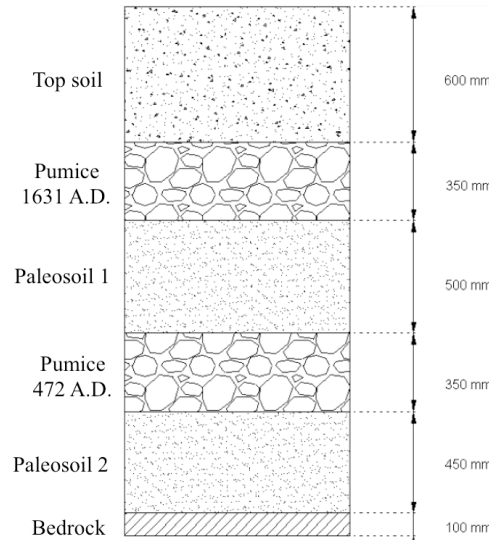 Top soil
600 mm
Pumice
1631 A.D.
350 mm
Paleosoil 1
500 mm
Pumice
472 A.D.
350 mm
Paleosoil 2
450 mm
Bedrock
100 mm